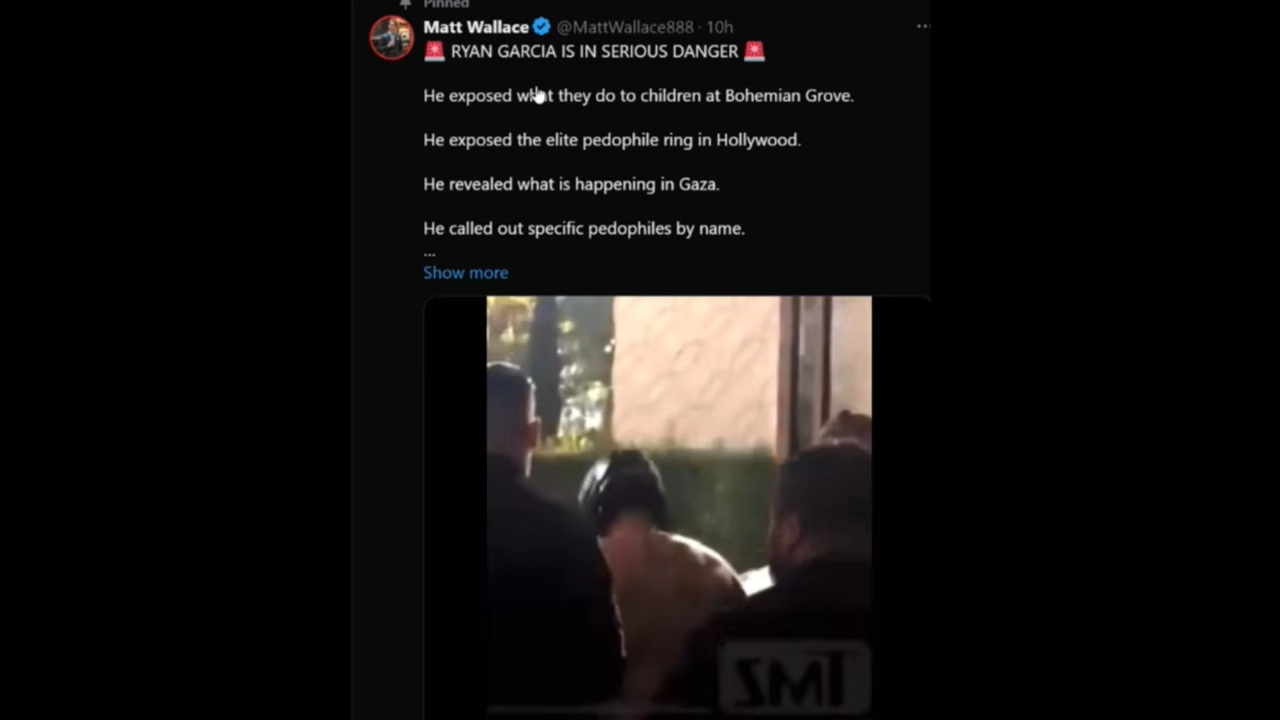 Pinned
Matt Wallace @MattWallace888 · 10h
🚨 RYAN GARCIA IS IN SERIOUS DANGER 🚨
He exposed what they do to children at Bohemian Grove.
He exposed the elite pedophile ring in Hollywood.
He revealed what is happening in Gaza.
He called out specific pedophiles by name.
...
Show more
TMZ